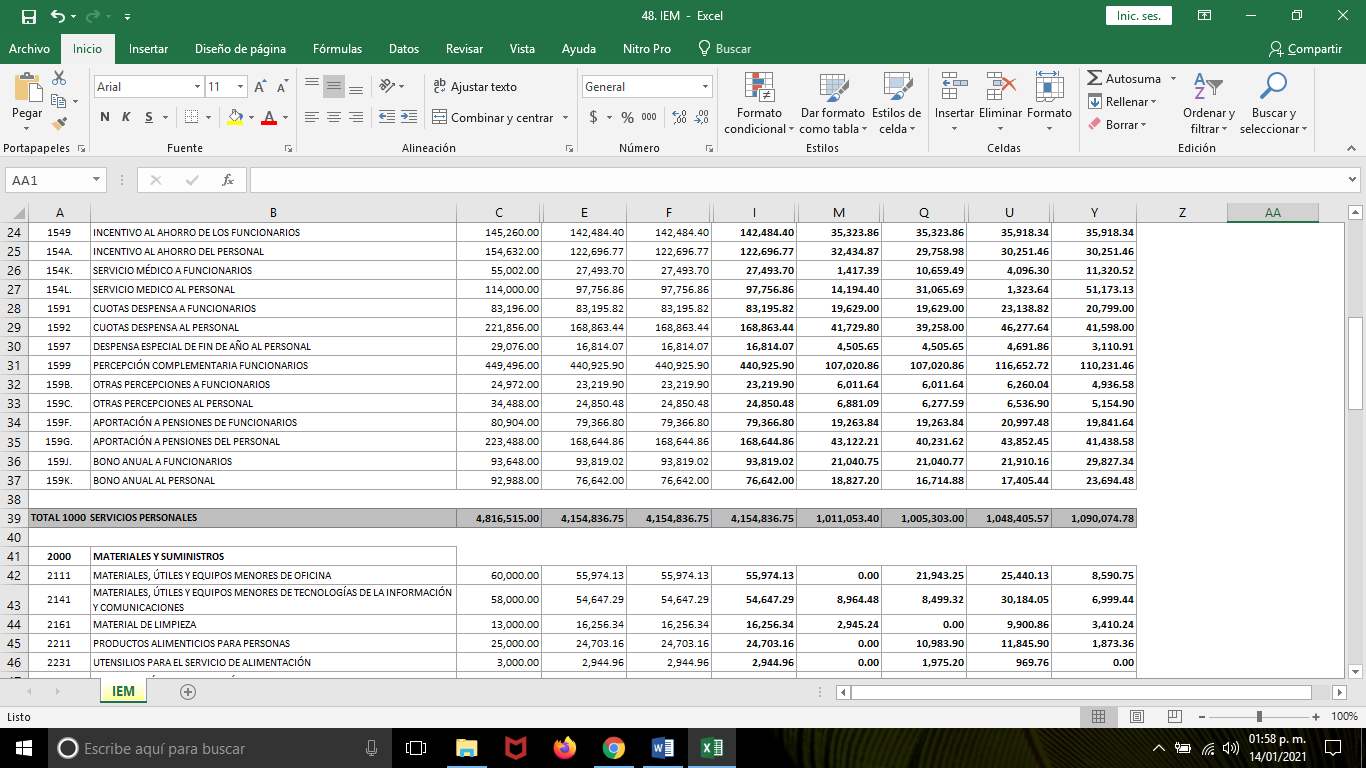 48. IEM - Excel
Inic. ses.
Archivo Inicio Insertar Diseño de página Fórmulas Datos Revisar Vista Ayuda Nitro Pro Buscar Compartir
Pegar
Arial 11
N K S
Ajustar texto
Combinar y centrar
General
$ % 000
Formato condicional
Dar formato como tabla
Estilos de celda
Insertar Eliminar Formato
Autosuma
Rellenar
Borrar
Ordenar y filtrar
Buscar y seleccionar
Portapapeles Fuente Alineación Número Estilos Celdas Edición
AA1 fx
A B C E F I M Q U Y Z AA
24 1549 INCENTIVO AL AHORRO DE LOS FUNCIONARIOS 145,260.00 142,484.40 142,484.40 142,484.40 35,323.86 35,323.86 35,918.34 35,918.34
25 154A. INCENTIVO AL AHORRO DEL PERSONAL 154,632.00 122,696.77 122,696.77 122,696.77 32,434.87 29,758.98 30,251.46 30,251.46
26 154K. SERVICIO MÉDICO A FUNCIONARIOS 55,002.00 27,493.70 27,493.70 27,493.70 1,417.39 10,659.49 4,096.30 11,320.52
27 154L. SERVICIO MEDICO AL PERSONAL 114,000.00 97,756.86 97,756.86 97,756.86 14,194.40 31,065.69 1,323.64 51,173.13
28 1591 CUOTAS DESPENSA A FUNCIONARIOS 83,196.00 83,195.82 83,195.82 83,195.82 19,629.00 19,629.00 23,138.82 20,799.00
29 1592 CUOTAS DESPENSA AL PERSONAL 221,856.00 168,863.44 168,863.44 168,863.44 41,729.80 39,258.00 46,277.64 41,598.00
30 1597 DESPENSA ESPECIAL DE FIN DE AÑO AL PERSONAL 29,076.00 16,814.07 16,814.07 16,814.07 4,505.65 4,505.65 4,691.86 3,110.91
31 1599 PERCEPCIÓN COMPLEMENTARIA FUNCIONARIOS 449,496.00 440,925.90 440,925.90 440,925.90 107,020.86 107,020.86 116,652.72 110,231.46
32 159B. OTRAS PERCEPCIONES A FUNCIONARIOS 24,972.00 23,219.90 23,219.90 23,219.90 6,011.64 6,011.64 6,260.04 4,936.58
33 159C. OTRAS PERCEPCIONES AL PERSONAL 34,488.00 24,850.48 24,850.48 24,850.48 6,881.09 6,277.59 6,536.90 5,154.90
34 159F. APORTACIÓN A PENSIONES DE FUNCIONARIOS 80,904.00 79,366.80 79,366.80 79,366.80 19,263.84 19,263.84 20,997.48 19,841.64
35 159G. APORTACIÓN A PENSIONES DEL PERSONAL 223,488.00 168,644.86 168,644.86 168,644.86 43,122.21 40,231.62 43,852.45 41,438.58
36 159J. BONO ANUAL A FUNCIONARIOS 93,648.00 93,819.02 93,819.02 93,819.02 21,040.75 21,040.77 21,910.16 29,827.34
37 159K. BONO ANUAL AL PERSONAL 92,988.00 76,642.00 76,642.00 76,642.00 18,827.20 16,714.88 17,405.44 23,694.48
38
39 TOTAL 1000 SERVICIOS PERSONALES 4,816,515.00 4,154,836.75 4,154,836.75 4,154,836.75 1,011,053.40 1,005,303.00 1,048,405.57 1,090,074.78
40
41 2000 MATERIALES Y SUMINISTROS
42 2111 MATERIALES, ÚTILES Y EQUIPOS MENORES DE OFICINA 60,000.00 55,974.13 55,974.13 55,974.13 0.00 21,943.25 25,440.13 8,590.75
43 2141 MATERIALES, ÚTILES Y EQUIPOS MENORES DE TECNOLOGÍAS DE LA INFORMACIÓN Y COMUNICACIONES 58,000.00 54,647.29 54,647.29 54,647.29 8,964.48 8,499.32 30,184.05 6,999.44
44 2161 MATERIAL DE LIMPIEZA 13,000.00 16,256.34 16,256.34 16,256.34 2,945.24 0.00 9,900.86 3,410.24
45 2211 PRODUCTOS ALIMENTICIOS PARA PERSONAS 25,000.00 24,703.16 24,703.16 24,703.16 0.00 10,983.90 11,845.90 1,873.36
46 2231 UTENSILIOS PARA EL SERVICIO DE ALIMENTACIÓN 3,000.00 2,944.96 2,944.96 2,944.96 0.00 1,975.20 969.76 0.00
IEM
Listo
100%
Escribe aquí para buscar
01:58 p. m.
14/01/2021